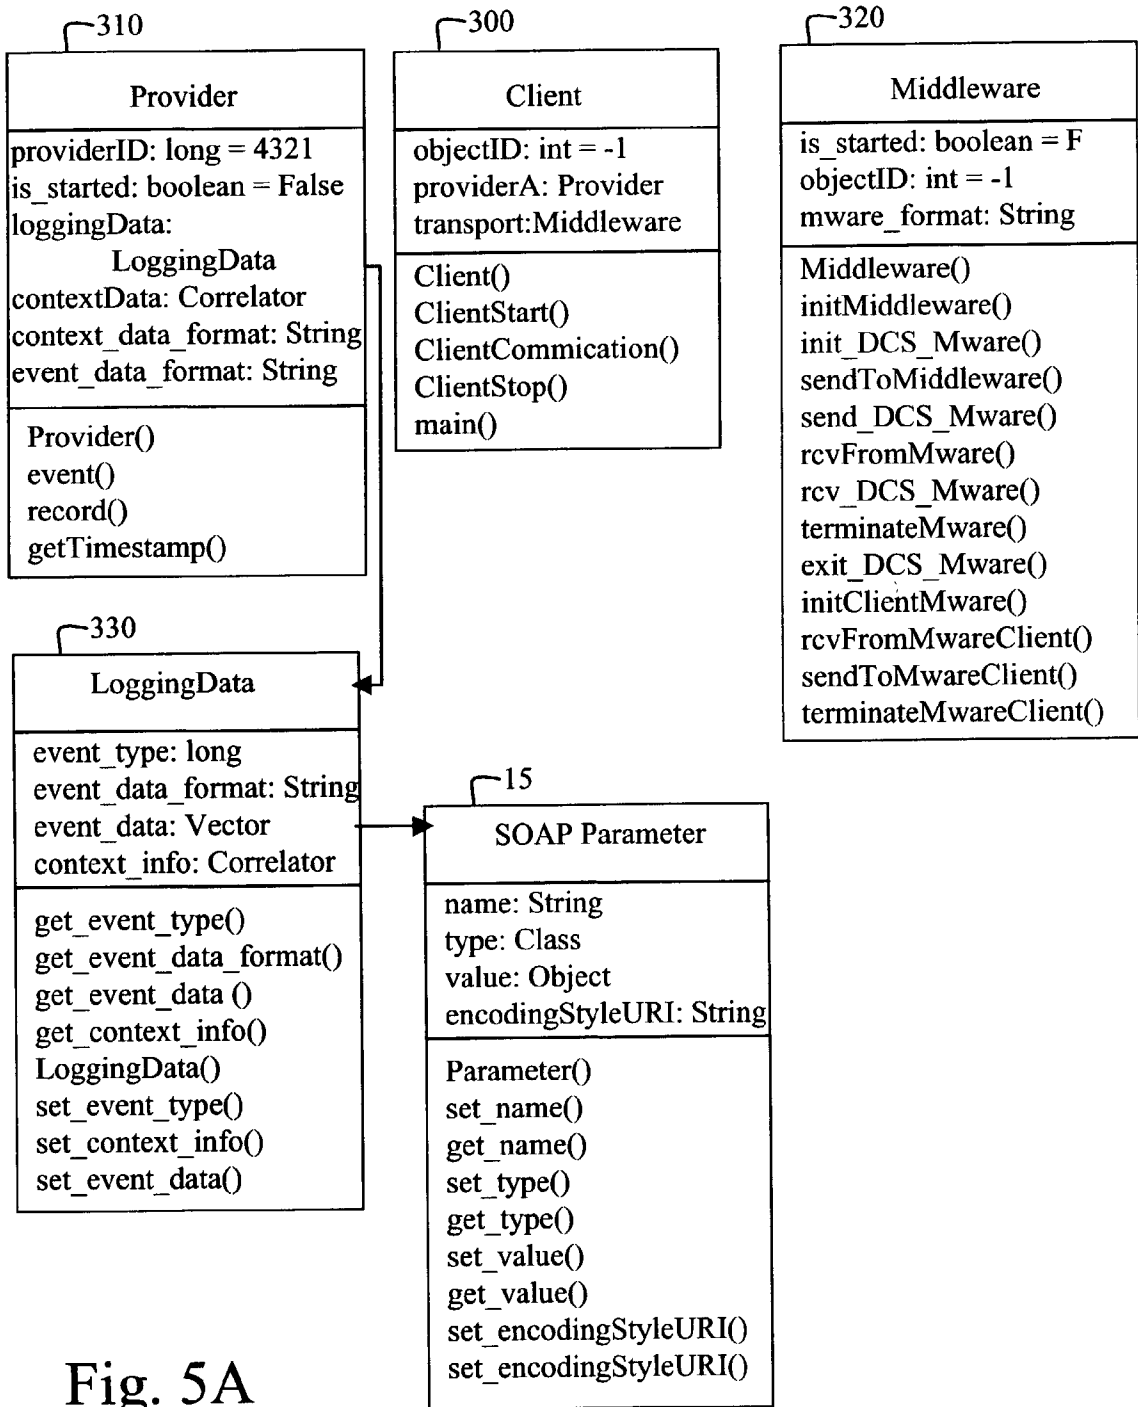 310
Provider
providerID: long = 4321
is_started: boolean = False
loggingData:
LoggingData
contextData: Correlator
context_data_format: String
event_data_format: String
Provider()
event()
record()
getTimestamp()
300
Client
objectID: int = -1
providerA: Provider
transport:Middleware
Client()
ClientStart()
ClientCommication()
ClientStop()
main()
320
Middleware
is_started: boolean = F
objectID: int = -1
mware_format: String
Middleware()
initMiddleware()
init_DCS_Mware()
sendToMiddleware()
send_DCS_Mware()
rcvFromMware()
rcv_DCS_Mware()
terminateMware()
exit_DCS_Mware()
initClientMware()
rcvFromMwareClient()
sendToMwareClient()
terminateMwareClient()
330
LoggingData
event_type: long
event_data_format: String
event_data: Vector
context_info: Correlator
get_event_type()
get_event_data_format()
get_event_data ()
get_context_info()
LoggingData()
set_event_type()
set_context_info()
set_event_data()
15
SOAP Parameter
name: String
type: Class
value: Object
encodingStyleURI: String
Parameter()
set_name()
get_name()
set_type()
get_type()
set_value()
get_value()
set_encodingStyleURI()
set_encodingStyleURI()
Fig. 5A